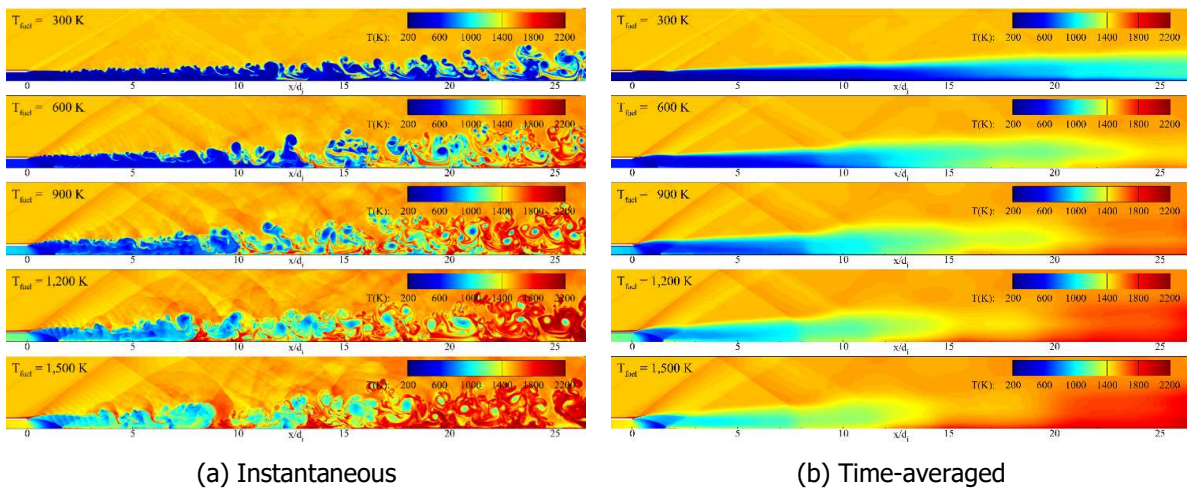 T_fuel = 300 K
T(K): 200 600 1000 1400 1800 2200
0 5 10 x/d_j 15 20 25
T_fuel = 600 K
T(K): 200 600 1000 1400 1800 2200
0 5 10 x/d_j 15 20 25
T_fuel = 900 K
T(K): 200 600 1000 1400 1800 2200
0 5 10 x/d_j 15 20 25
T_fuel = 1,200 K
T(K): 200 600 1000 1400 1800 2200
0 5 10 x/d_j 15 20 25
T_fuel = 1,500 K
T(K): 200 600 1000 1400 1800 2200
0 5 10 x/d_j 15 20 25
(a) Instantaneous
T_fuel = 300 K
T(K): 200 600 1000 1400 1800 2200
0 5 10 x/d_j 15 20 25
T_fuel = 600 K
T(K): 200 600 1000 1400 1800 2200
0 5 10 x/d_j 15 20 25
T_fuel = 900 K
T(K): 200 600 1000 1400 1800 2200
0 5 10 x/d_j 15 20 25
T_fuel = 1,200 K
T(K): 200 600 1000 1400 1800 2200
0 5 10 x/d_j 15 20 25
T_fuel = 1,500 K
T(K): 200 600 1000 1400 1800 2200
0 5 10 x/d_j 15 20 25
(b) Time-averaged